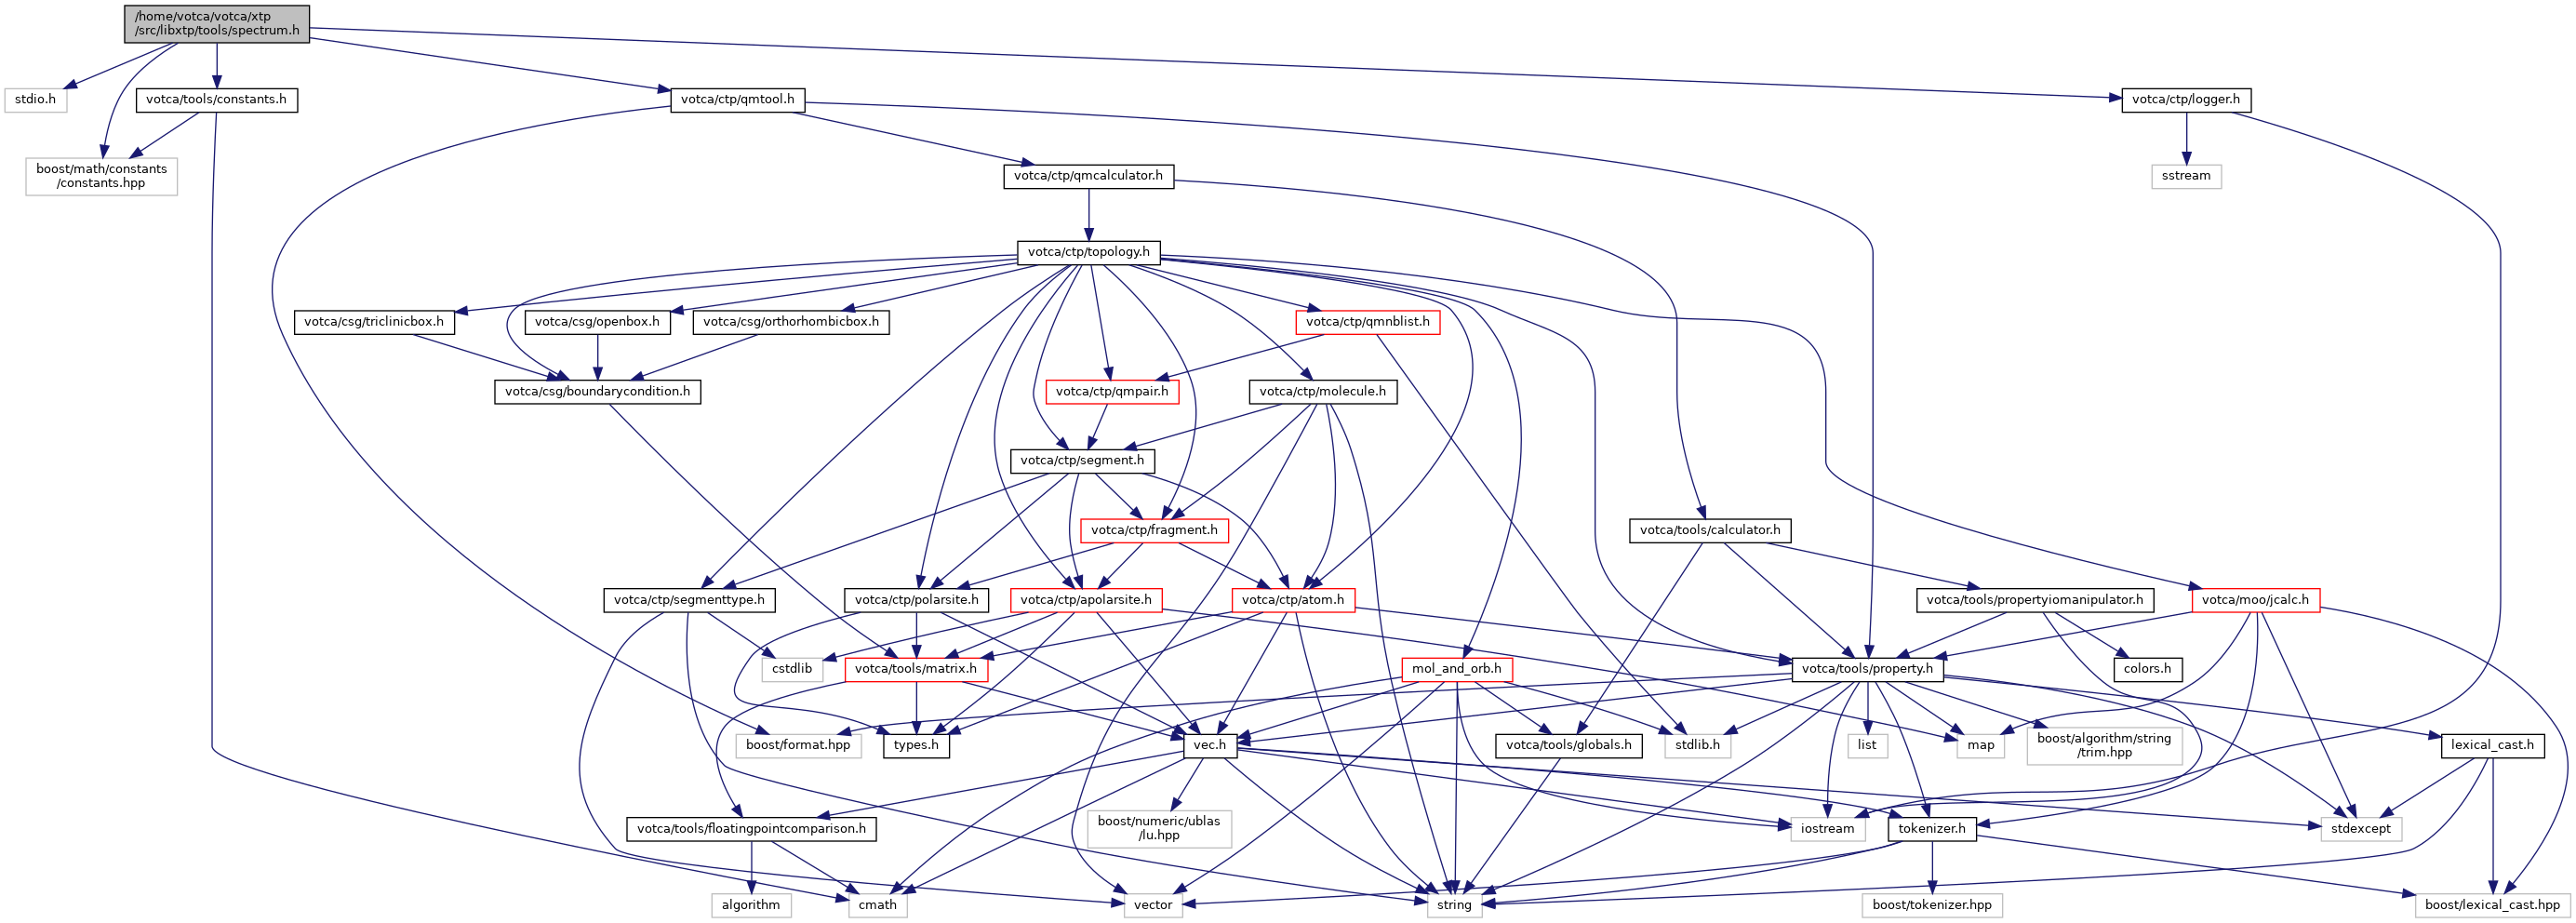 /home/votca/votca/xtp
/src/libxtp/tools/spectrum.h
stdio.h
votca/tools/constants.h
votca/ctp/qmtool.h
votca/ctp/logger.h
boost/math/constants
/constants.hpp
votca/ctp/qmcalculator.h
sstream
votca/ctp/topology.h
votca/csg/triclinicbox.h
votca/csg/openbox.h
votca/csg/orthorhombicbox.h
votca/ctp/qmnblist.h
votca/csg/boundarycondition.h
votca/ctp/qmpair.h
votca/ctp/molecule.h
votca/ctp/segment.h
votca/ctp/fragment.h
votca/tools/calculator.h
votca/ctp/segmenttype.h
votca/ctp/polarsite.h
votca/ctp/apolarsite.h
votca/ctp/atom.h
votca/tools/propertyiomanipulator.h
votca/moo/jcalc.h
cstdlib
votca/tools/matrix.h
mol_and_orb.h
votca/tools/property.h
colors.h
boost/format.hpp
types.h
vec.h
votca/tools/globals.h
stdlib.h
list
map
boost/algorithm/string
/trim.hpp
lexical_cast.h
votca/tools/floatingpointcomparison.h
boost/numeric/ublas
/lu.hpp
iostream
tokenizer.h
stdexcept
algorithm
cmath
vector
string
boost/tokenizer.hpp
boost/lexical_cast.hpp